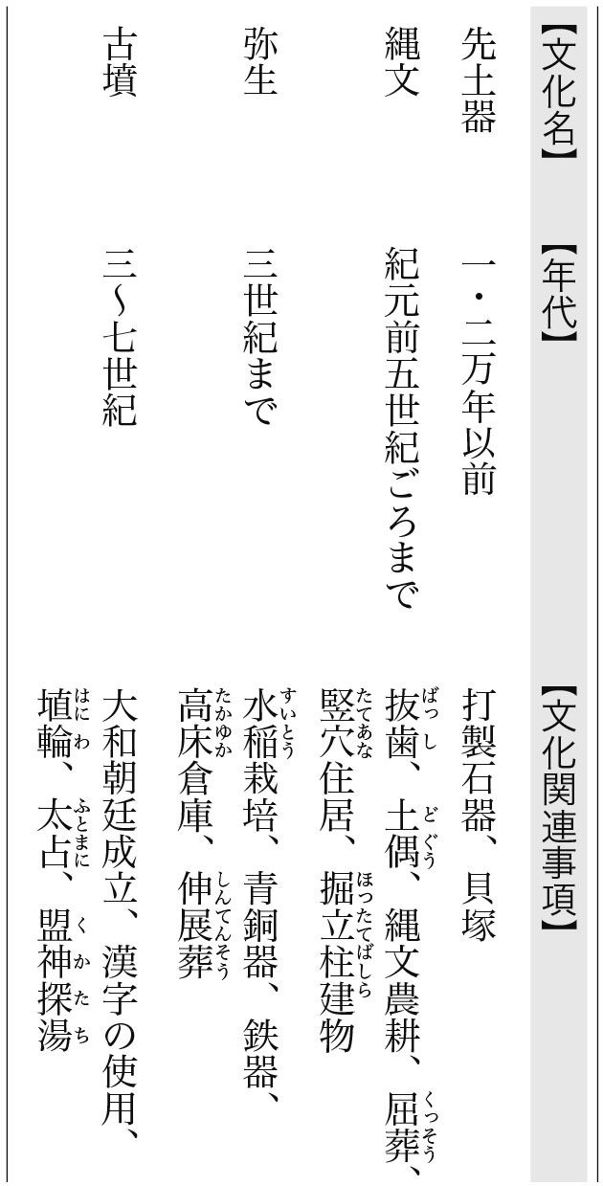 【文化名】 【年代】 【文化関連事項】
先土器 一・二万年以前 打製石器、貝塚
縄文 紀元前五世紀ごろまで 抜歯、土偶、縄文農耕、屈葬、
竪穴住居、掘立柱建物
弥生 三世紀まで 水稲栽培、青銅器、鉄器、
高床倉庫、伸展葬
古墳 三〜七世紀 大和朝廷成立、漢字の使用、
埴輪、太占、盟神探湯
ばっし どぐう くっそう
たてあな ほったてばしら
すいとう
たかゆか しんてんそう
はにわ ふとまに くかたち